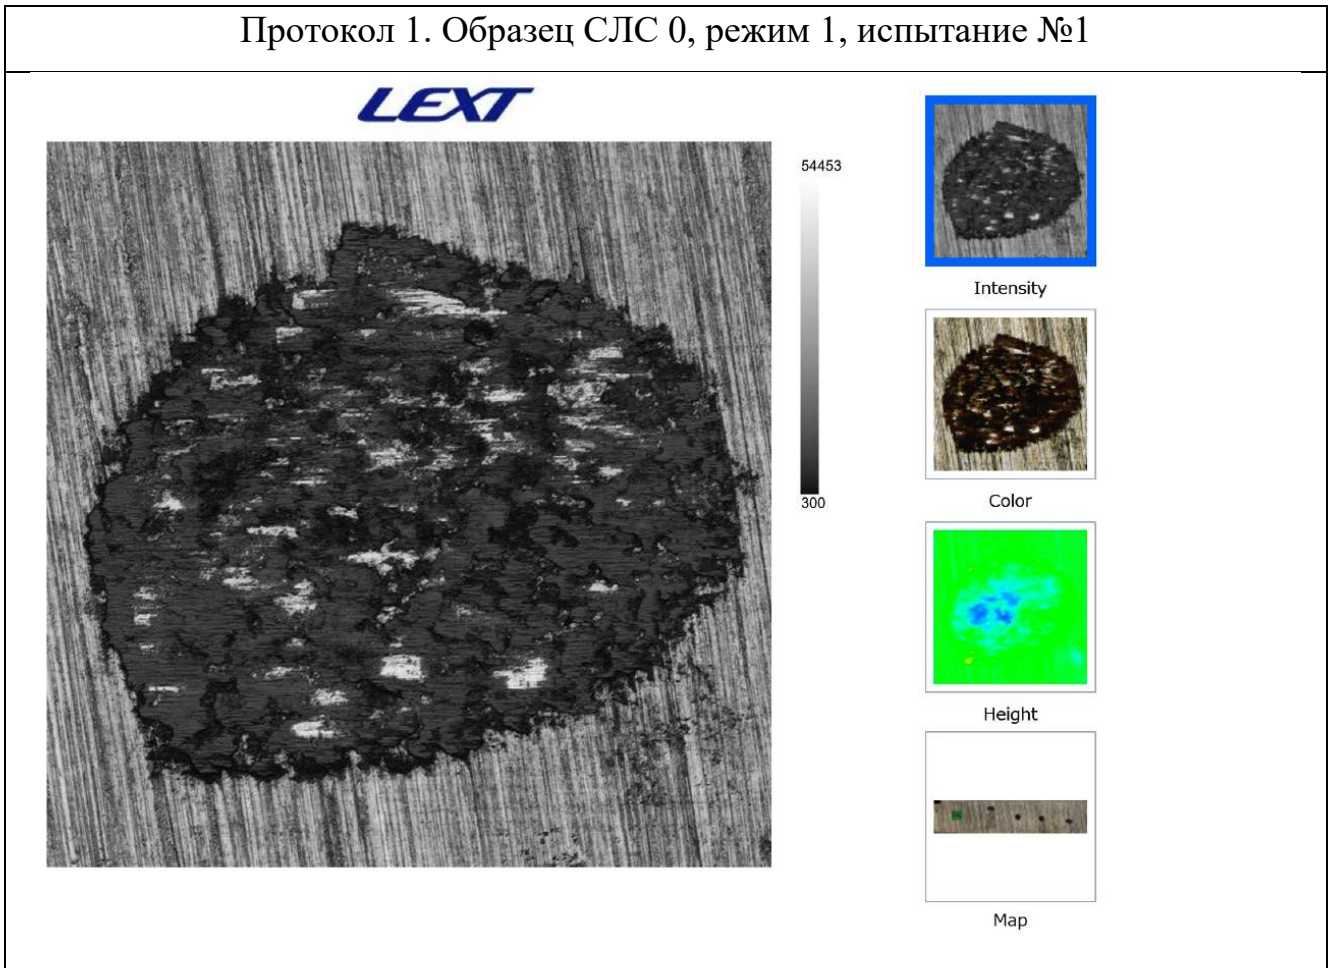 Протокол 1. Образец СЛС 0, режим 1, испытание №1
LEXT
54453
300
Intensity
Color
Height
Map